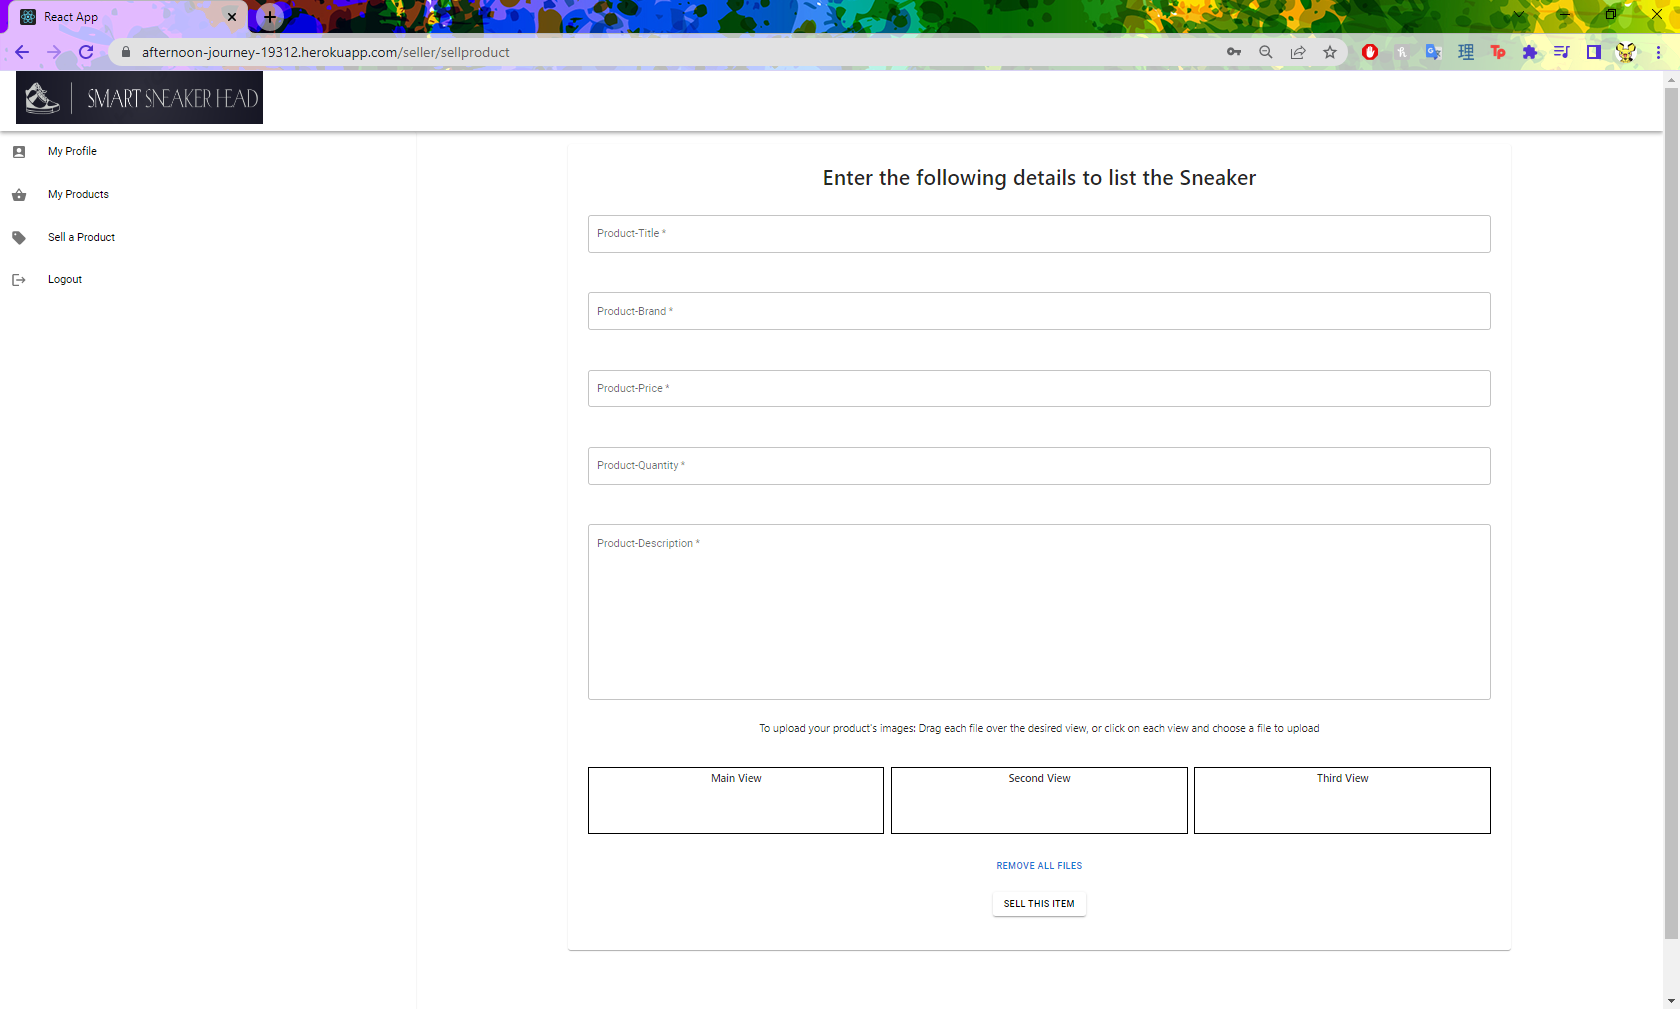 React App
afternoon-journey-19312.herokuapp.com/seller/sellproduct
SMART SNEAKER HEAD
My Profile
My Products
Sell a Product
Logout
Enter the following details to list the Sneaker
Product-Title *
Product-Brand *
Product-Price *
Product-Quantity *
Product-Description *
To upload your product's images: Drag each file over the desired view, or click on each view and choose a file to upload
Main View
Second View
Third View
REMOVE ALL FILES
SELL THIS ITEM